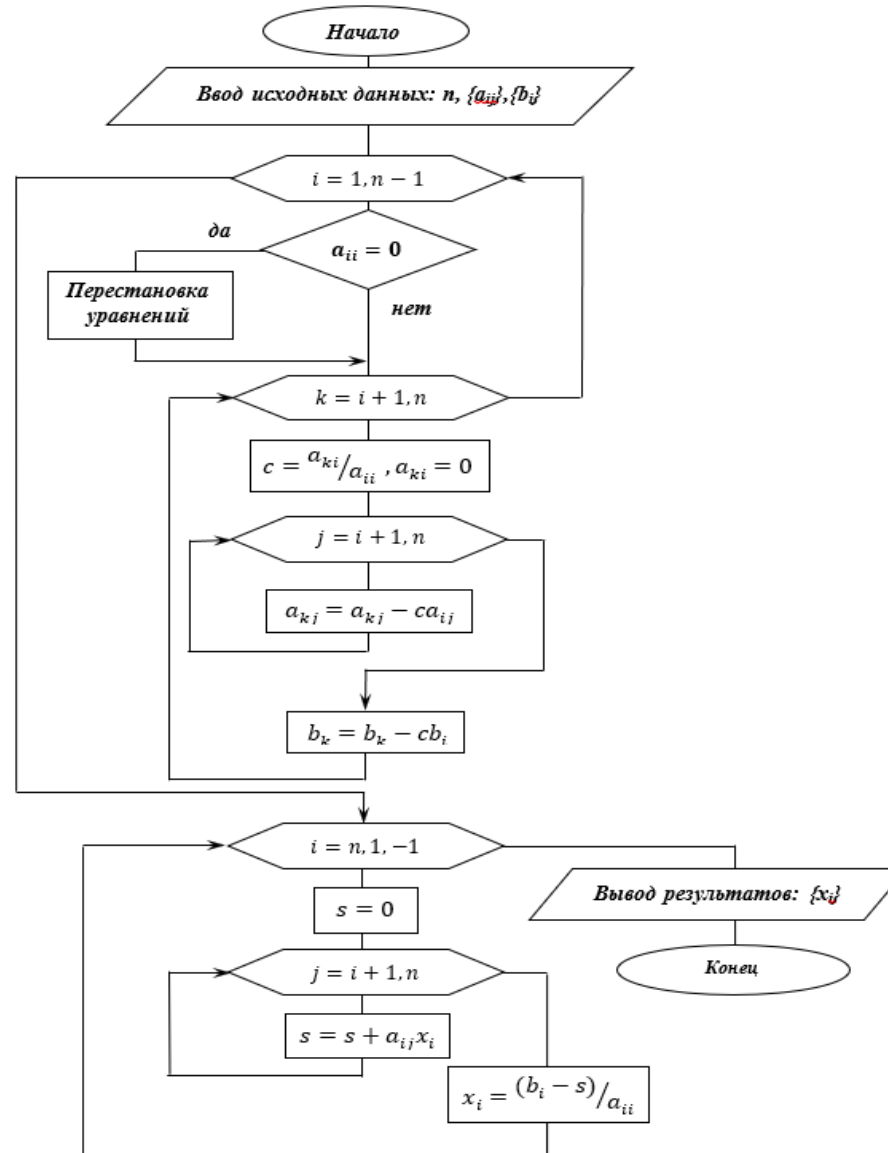 Начало
Ввод исходных данных: n, {aᵢⱼ},{bᵢ}
i = 1, n − 1
да
aᵢᵢ = 0
Перестановка
уравнений
нет
k = i + 1, n
c = aₖᵢ/aᵢᵢ , aₖᵢ = 0
j = i + 1, n
aₖⱼ = aₖⱼ − caᵢⱼ
bₖ = bₖ − cbᵢ
i = n, 1, −1
Вывод результатов: {xᵢ}
s = 0
Конец
j = i + 1, n
s = s + aᵢⱼxᵢ
xᵢ = (bᵢ − s)/aᵢᵢ